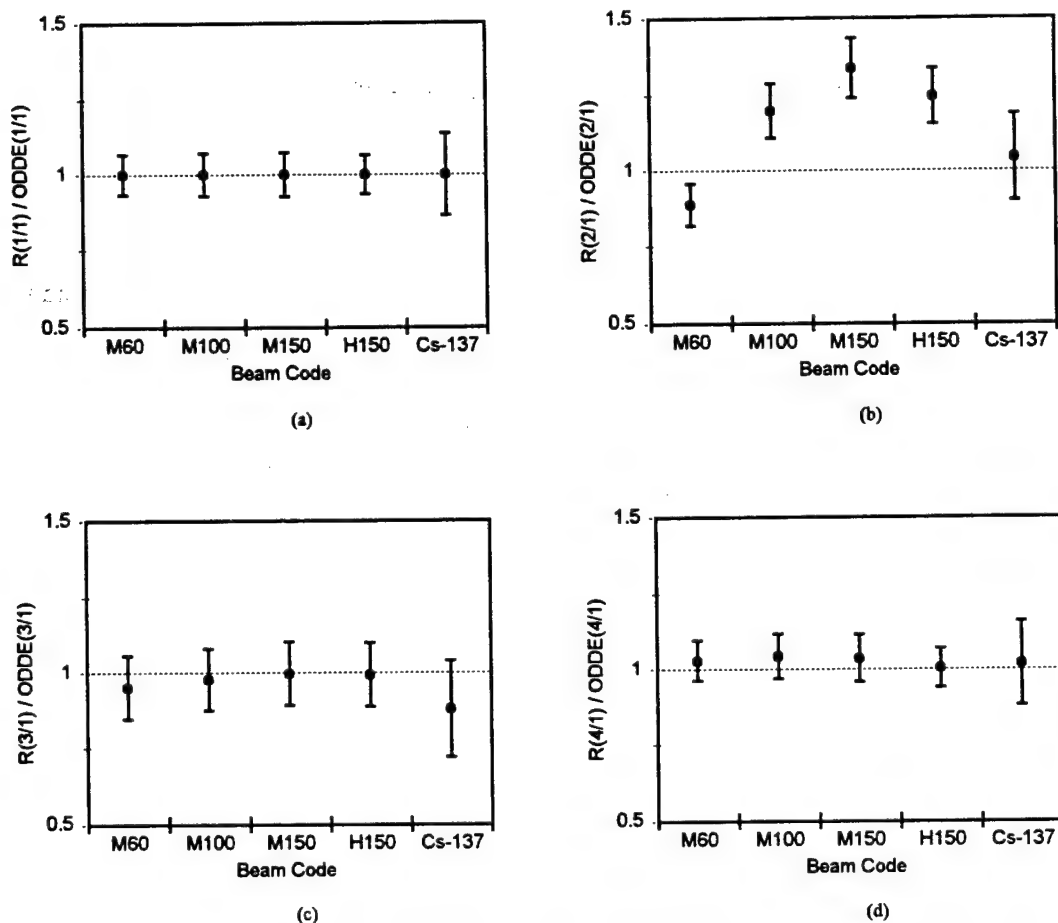 1.5
1
0.5
R(1/1) / ODDE(1/1)
M60 M100 M150 H150 Cs-137
Beam Code
(a)
1.5
1
0.5
R(2/1) / ODDE(2/1)
M60 M100 M150 H150 Cs-137
Beam Code
(b)
1.5
1
0.5
R(3/1) / ODDE(3/1)
M60 M100 M150 H150 Cs-137
Beam Code
(c)
1.5
1
0.5
R(4/1) / ODDE(4/1)
M60 M100 M150 H150 Cs-137
Beam Code
(d)